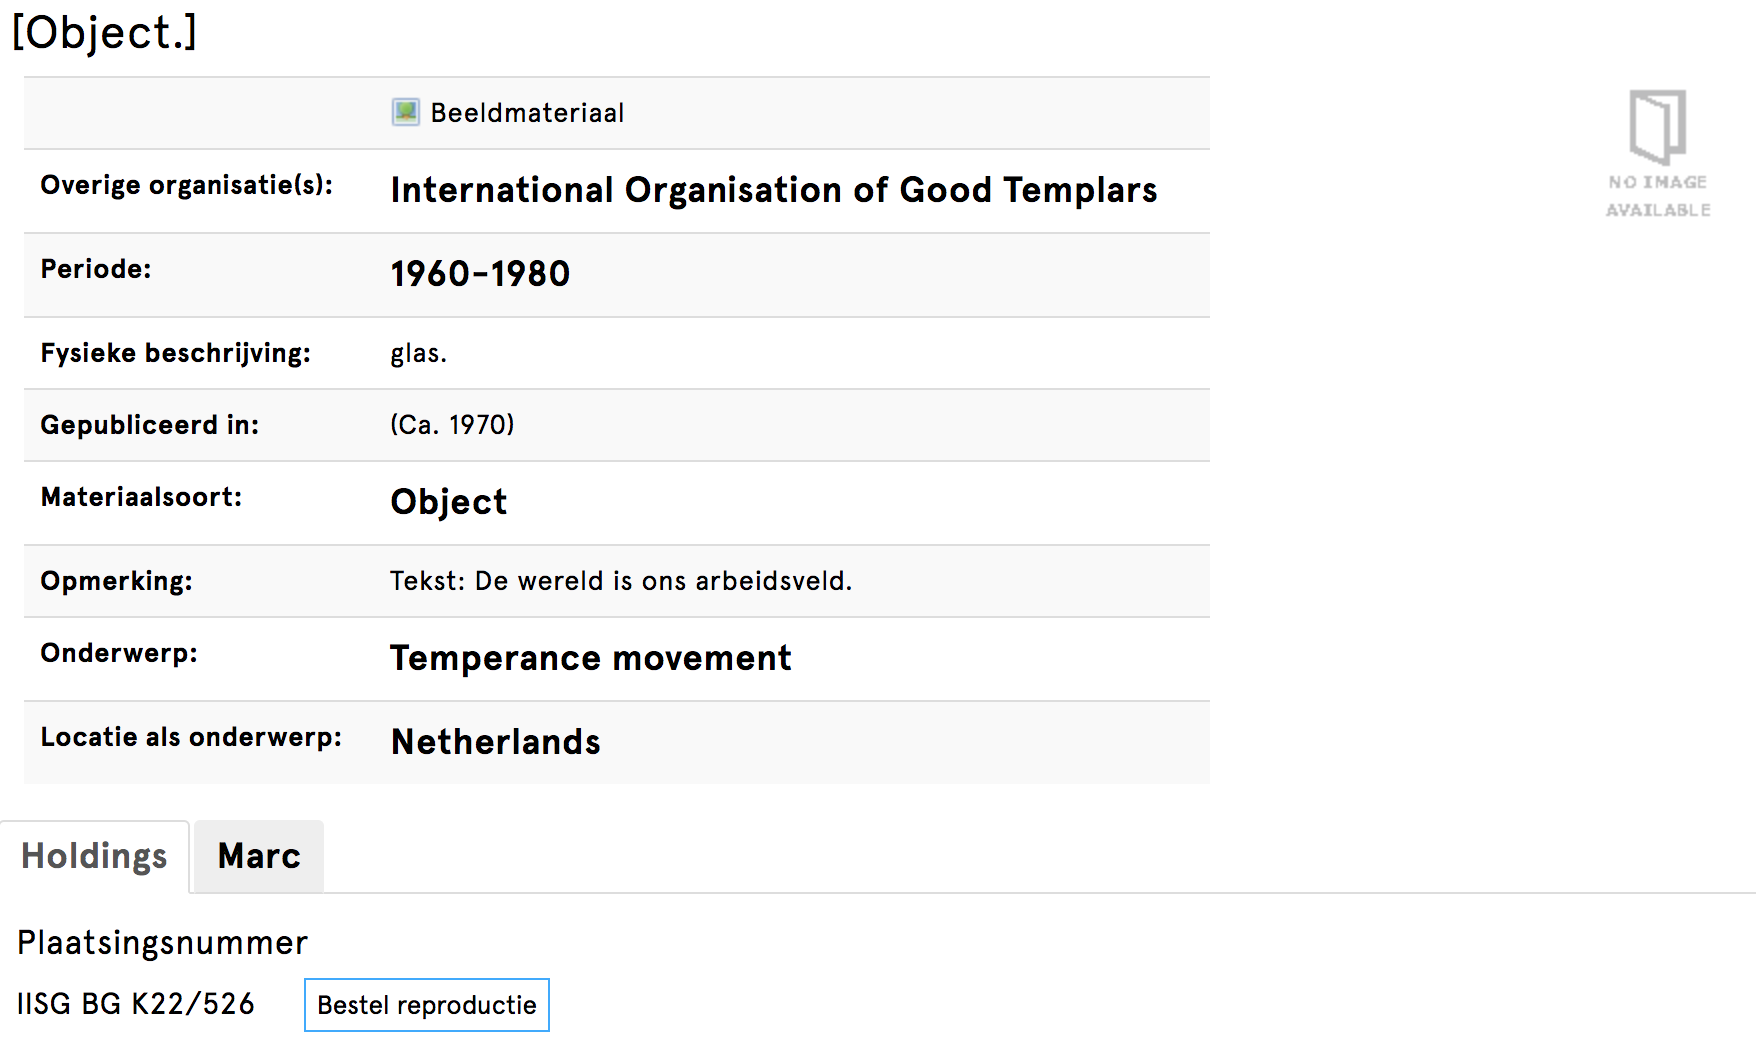 [Object.]
Beeldmateriaal
Overige organisatie(s): International Organisation of Good Templars
Periode: 1960-1980
Fysieke beschrijving: glas.
Gepubliceerd in: (Ca. 1970)
Materiaalsoort: Object
Opmerking: Tekst: De wereld is ons arbeidsveld.
Onderwerp: Temperance movement
Locatie als onderwerp: Netherlands
NO IMAGE
AVAILABLE
Holdings Marc
Plaatsingsnummer
IISG BG K22/526 Bestel reproductie